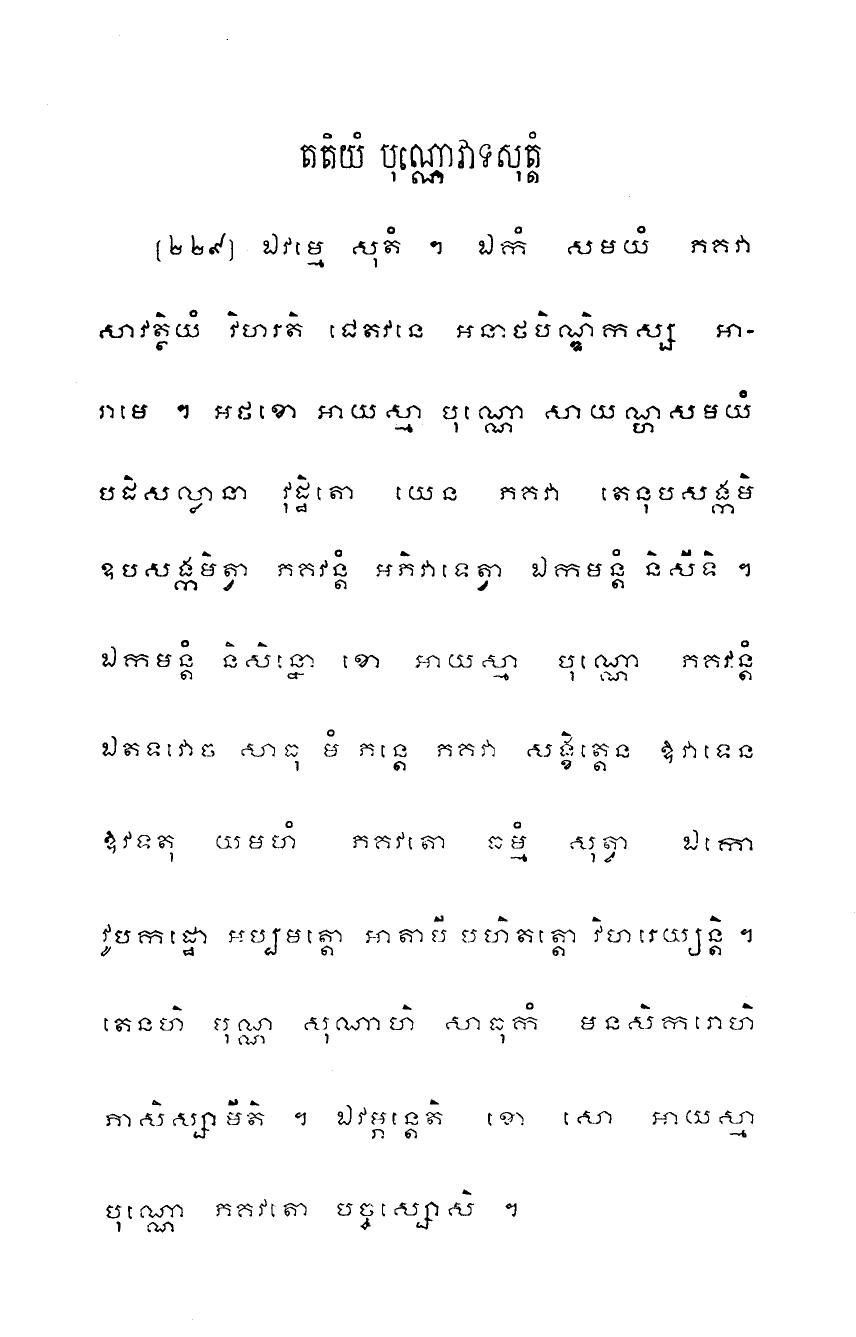 តតិយំ បុណ្ណោវាទសុត្តំ
[២២៩] ឯវម្មេ សុតំ ។ ឯកំ សមយំ ភគវា
សាវត្ថិយំ វិហរតិ ជេតវនេ អនាថបិណ្ឌិកស្ស អា-
រាមេ ។ អថខោ អាយស្មា បុណ្ណោ សាយណ្ហសមយំ
បដិសល្លានា វុដ្ឋិតោ យេន ភគវា តេនុបសង្កមិ
ឧបសង្កមិត្វា ភគវន្តំ អភិវាទេត្វា ឯកមន្តំ និសីទិ ។
ឯកមន្តំ និសិន្នោ ខោ អាយស្មា បុណ្ណោ ភគវន្តំ
ឯតទវោច សាធុ មំ ភន្តេ ភគវា សង្ខិត្តេន ឱវាទេន
ឱវទតុ យមហំ ភគវតោ ធម្មំ សុត្វា ឯកោ
វូបកដ្ឋោ អប្បមត្តោ អាតាបី បហិតត្តោ វិហរេយ្យន្តិ ។
តេនហិ បុណ្ណ សុណាហិ សាធុកំ មនសិករោហិ
ភាសិស្សាមីតិ ។ ឯវម្ភន្តេតិ ខោ សោ អាយស្មា
បុណ្ណោ ភគវតោ បច្ចស្សោសិ ។